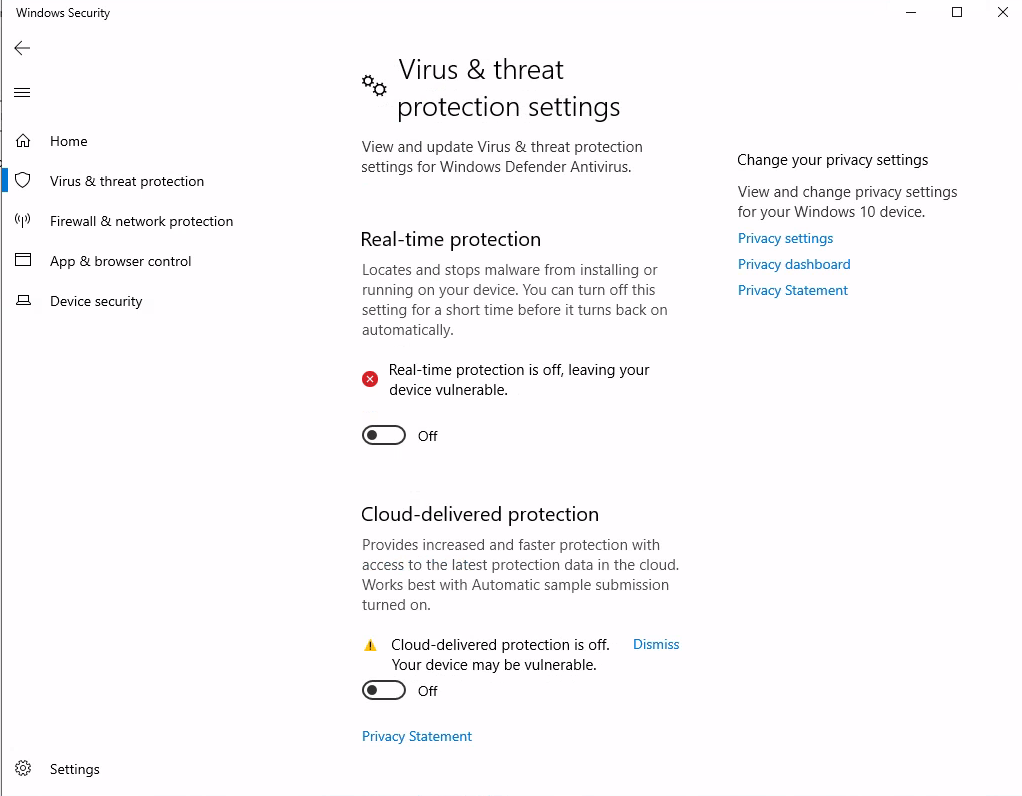 Windows Security
Home
Virus & threat protection
Firewall & network protection
App & browser control
Device security
Settings
Virus & threat
protection settings
View and update Virus & threat protection
settings for Windows Defender Antivirus.
Real-time protection
Locates and stops malware from installing or
running on your device. You can turn off this
setting for a short time before it turns back on
automatically.
Real-time protection is off, leaving your
device vulnerable.
Off
Cloud-delivered protection
Provides increased and faster protection with
access to the latest protection data in the cloud.
Works best with Automatic sample submission
turned on.
Cloud-delivered protection is off. Dismiss
Your device may be vulnerable.
Off
Privacy Statement
Change your privacy settings
View and change privacy settings
for your Windows 10 device.
Privacy settings
Privacy dashboard
Privacy Statement